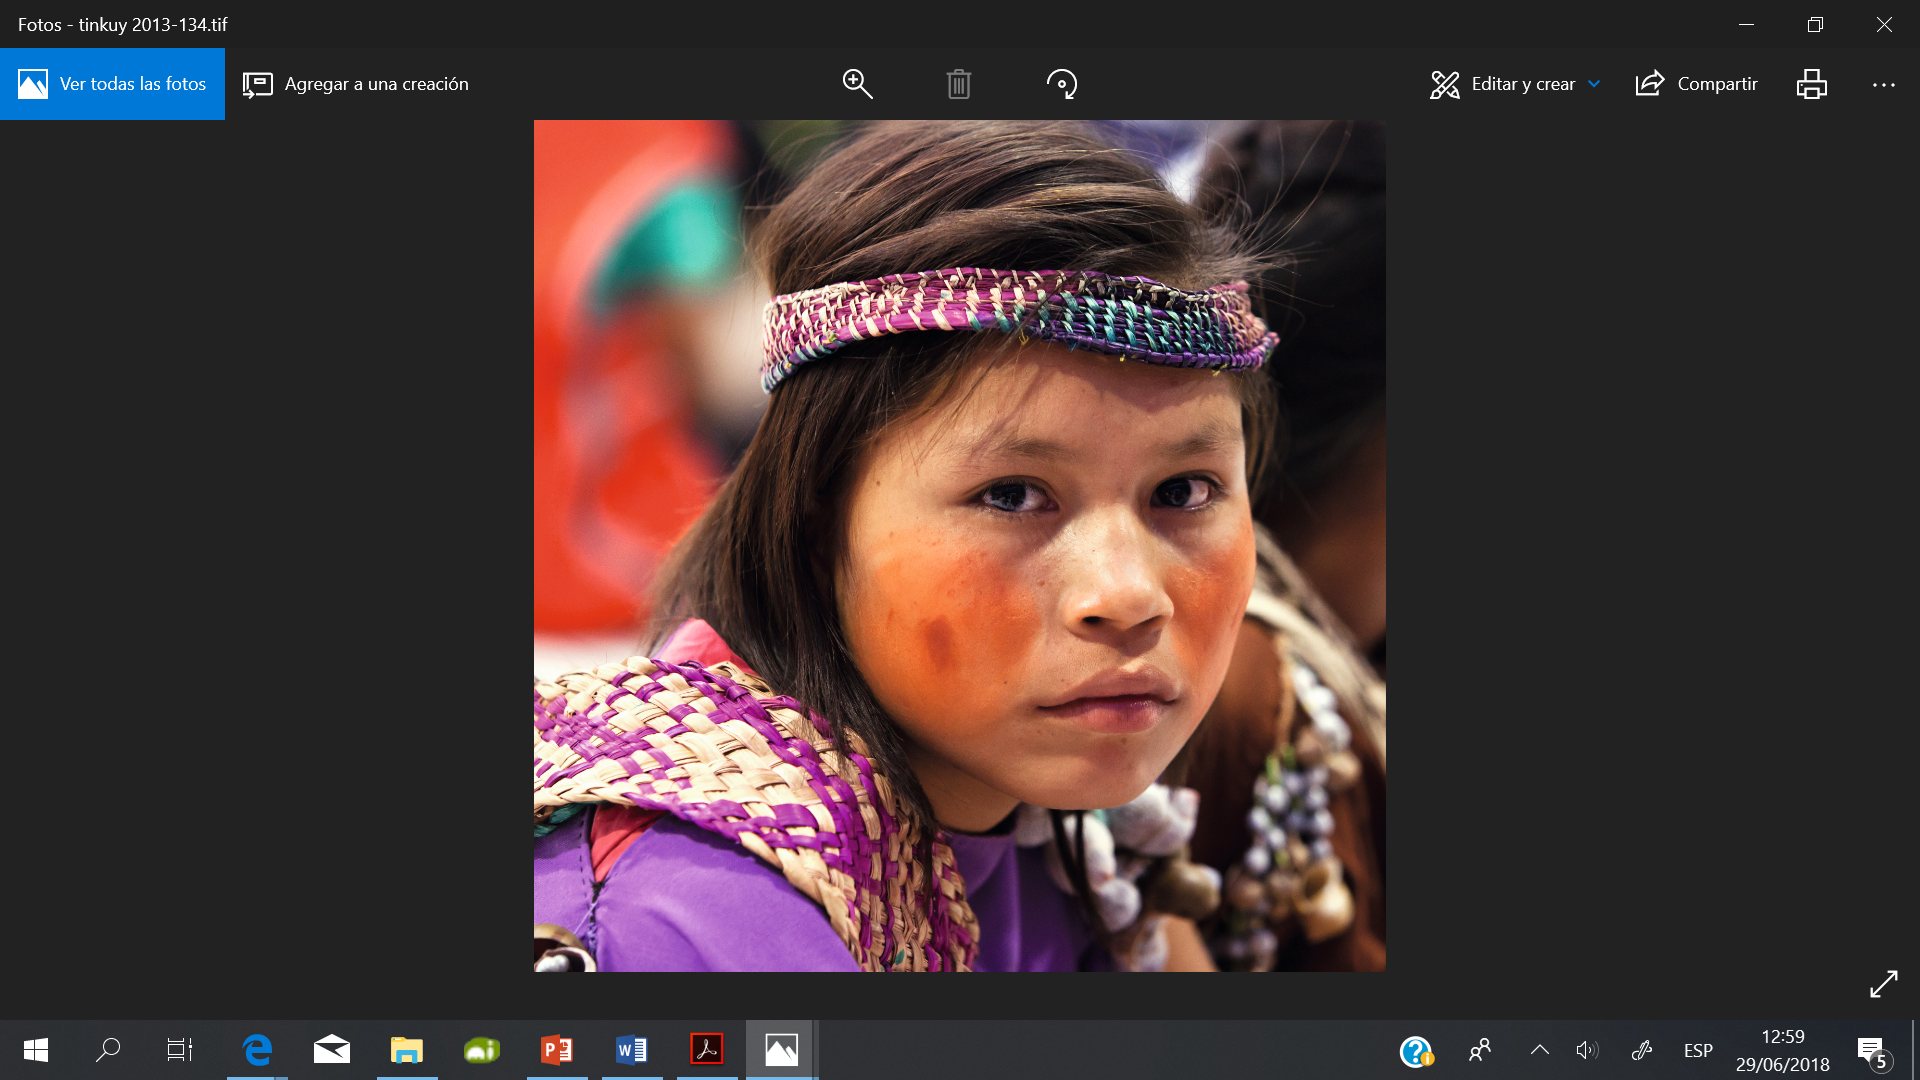 Fotos - tinkuy 2013-134.tif
Ver todas las fotos
Agregar a una creación
Editar y crear
Compartir
ESP
12:59
29/06/2018
5